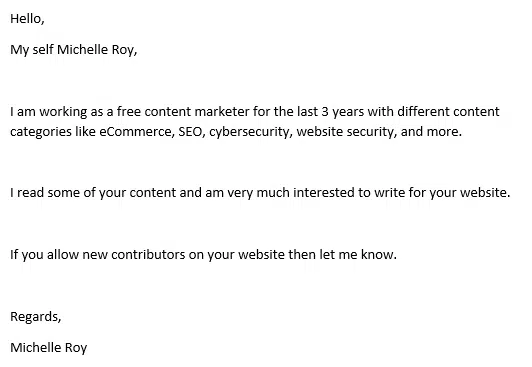 Hello,
My self Michelle Roy,
I am working as a free content marketer for the last 3 years with different content
categories like eCommerce, SEO, cybersecurity, website security, and more.
I read some of your content and am very much interested to write for your website.
If you allow new contributors on your website then let me know.
Regards,
Michelle Roy